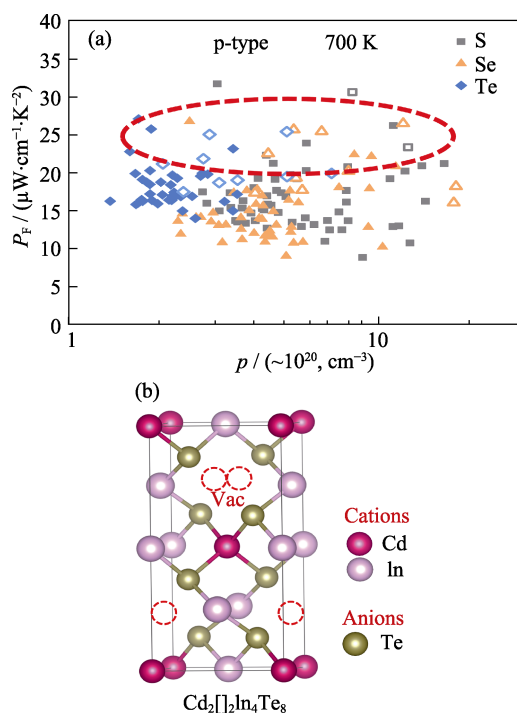 (a)
p-type 700 K
S
Se
Te
40
35
30
25
20
15
10
5
0
P_F / (μW·cm⁻¹·K⁻²)
1
10
p / (~10²⁰, cm⁻³)
(b)
Vac
Cations
Cd
ln
Anions
Te
Cd₂[]₂ln₄Te₈